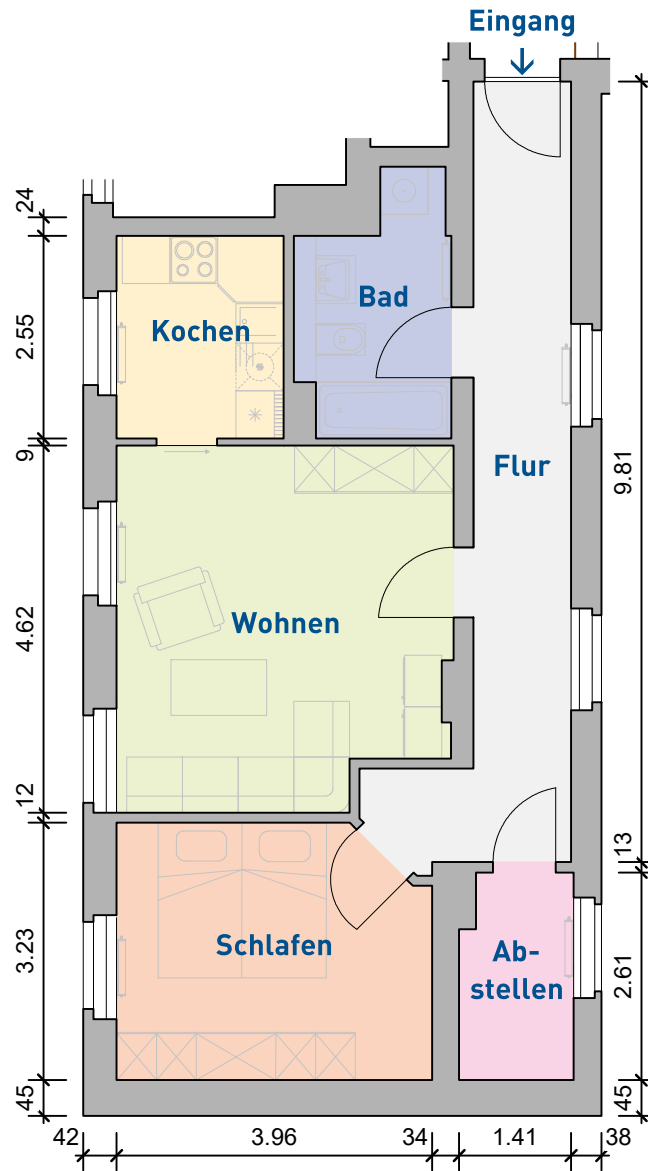 Eingang
24
Kochen
Bad
2.55
9
Flur
9.81
4.62
Wohnen
12
13
3.23
Schlafen
Ab-
stellen
2.61
45
45
42
3.96
34
1.41
38